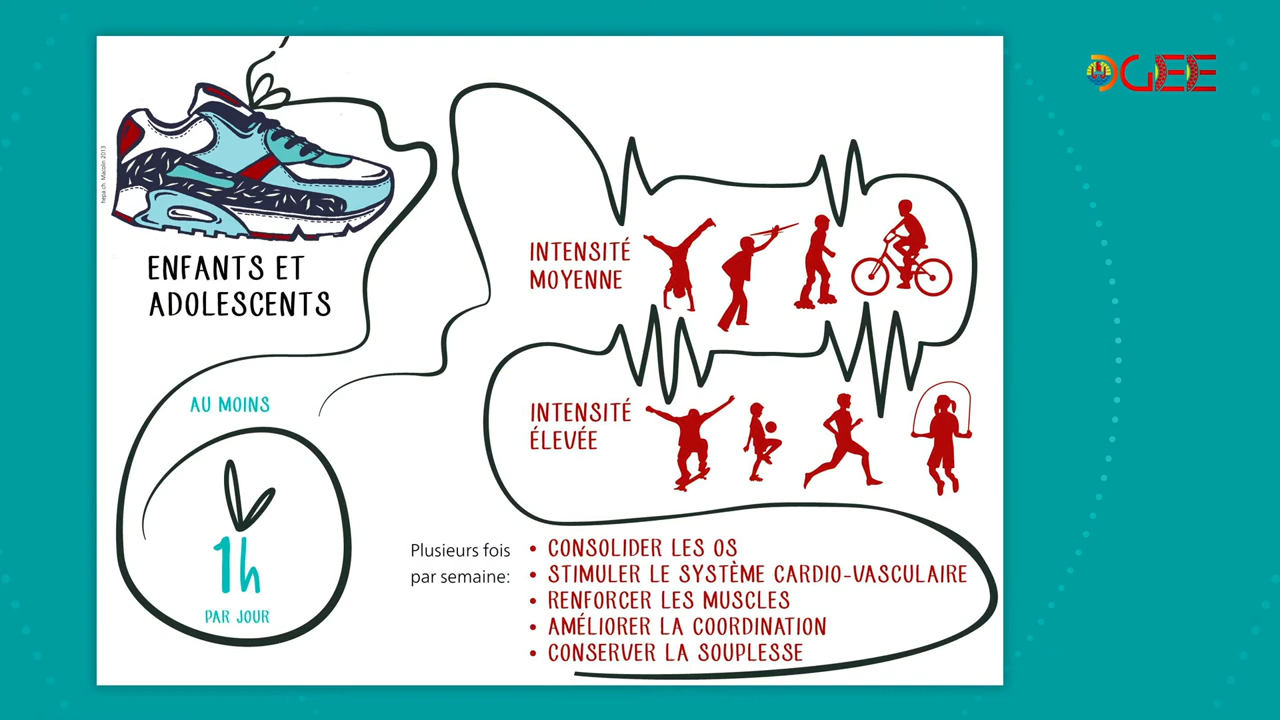 DGEE
hepa.ch. Macolin 2013
ENFANTS ET
ADOLESCENTS
AU MOINS
1h
PAR JOUR
INTENSITÉ
MOYENNE
INTENSITÉ
ÉLEVÉE
Plusieurs fois
par semaine:
• CONSOLIDER LES OS
• STIMULER LE SYSTÈME CARDIO-VASCULAIRE
• RENFORCER LES MUSCLES
• AMÉLIORER LA COORDINATION
• CONSERVER LA SOUPLESSE